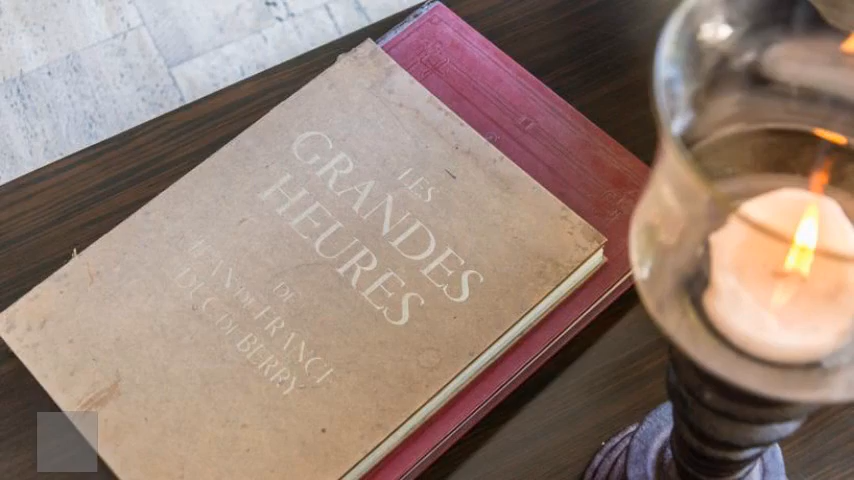 LES
GRANDES
HEURES
DE
JEAN DE FRANCE
DUC DE BERRY